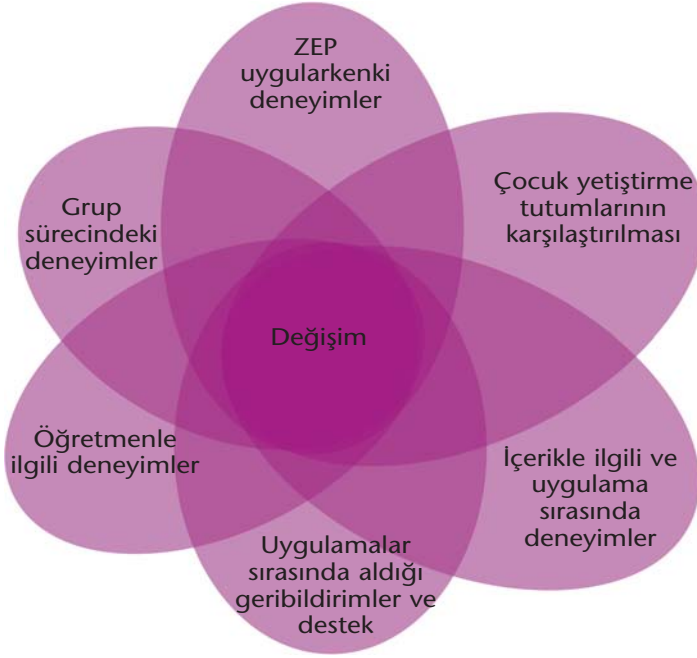 ZEP
uygularkenki
deneyimler
Çocuk yetiştirme
tutumlarının
karşılaştırılması
Grup
sürecindeki
deneyimler
Değişim
Öğretmenle
ilgili deneyimler
İçerikle ilgili ve
uygulama
sırasında
deneyimler
Uygulamalar
sırasında aldığı
geribildirimler ve
destek